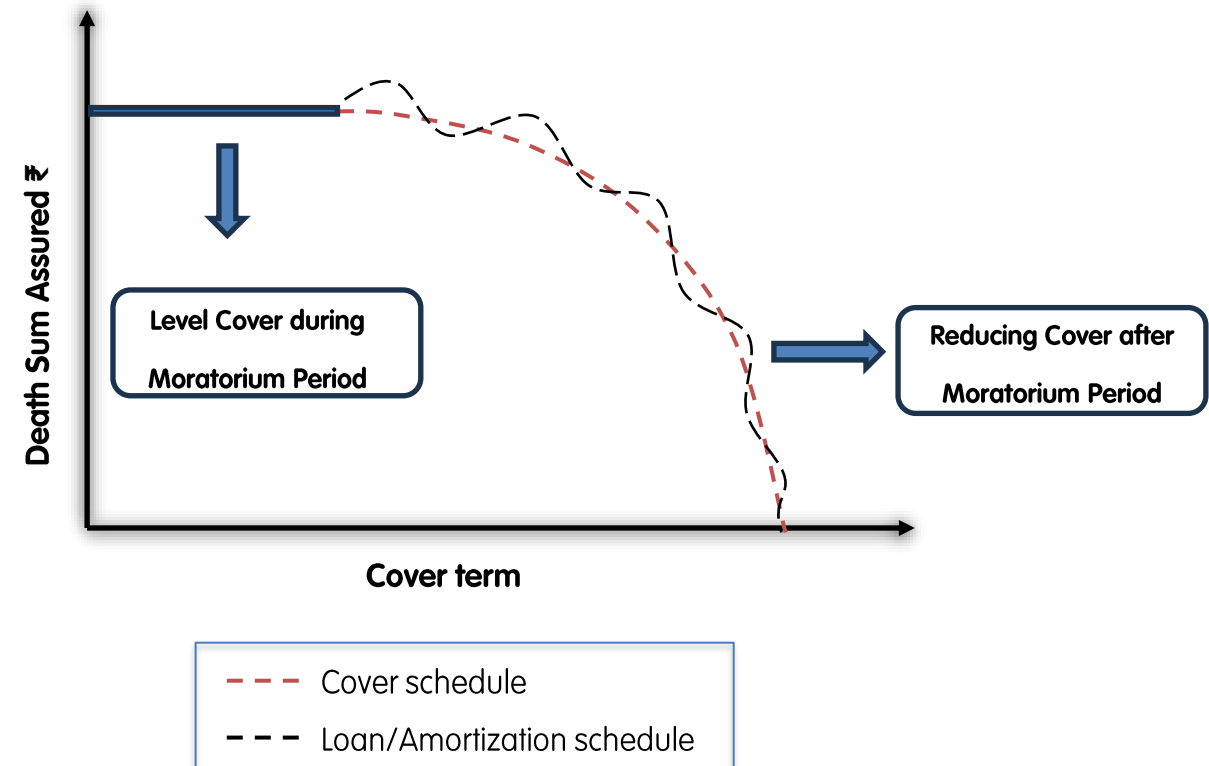 Death Sum Assured ₹
Level Cover during
Moratorium Period
Reducing Cover after
Moratorium Period
Cover term
Cover schedule
Loan/Amortization schedule